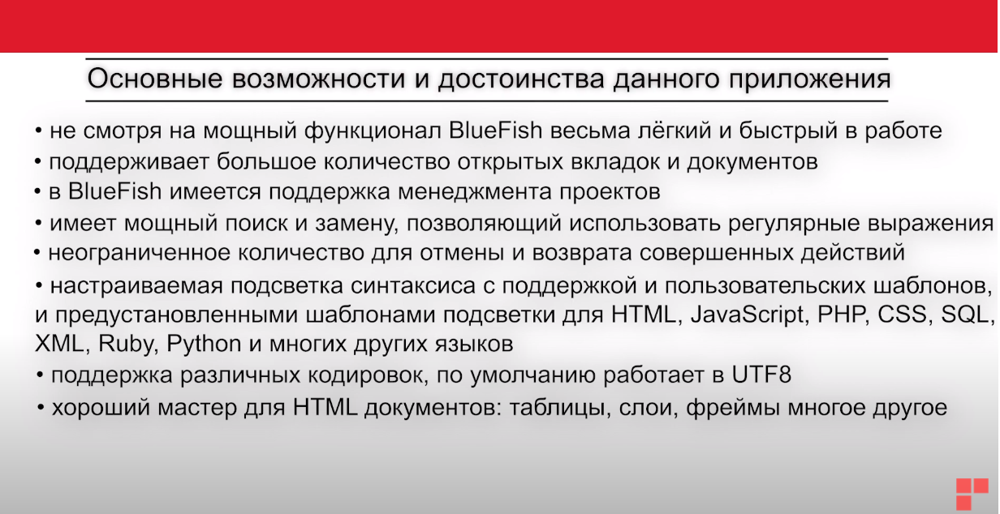 Основные возможности и достоинства данного приложения
• не смотря на мощный функционал BlueFish весьма лёгкий и быстрый в работе
• поддерживает большое количество открытых вкладок и документов
• в BlueFish имеется поддержка менеджмента проектов
• имеет мощный поиск и замену, позволяющий использовать регулярные выражения
• неограниченное количество для отмены и возврата совершенных действий
• настраиваемая подсветка синтаксиса с поддержкой и пользовательских шаблонов,
и предустановленными шаблонами подсветки для HTML, JavaScript, PHP, CSS, SQL,
XML, Ruby, Python и многих других языков
• поддержка различных кодировок, по умолчанию работает в UTF8
• хороший мастер для HTML документов: таблицы, слои, фреймы многое другое